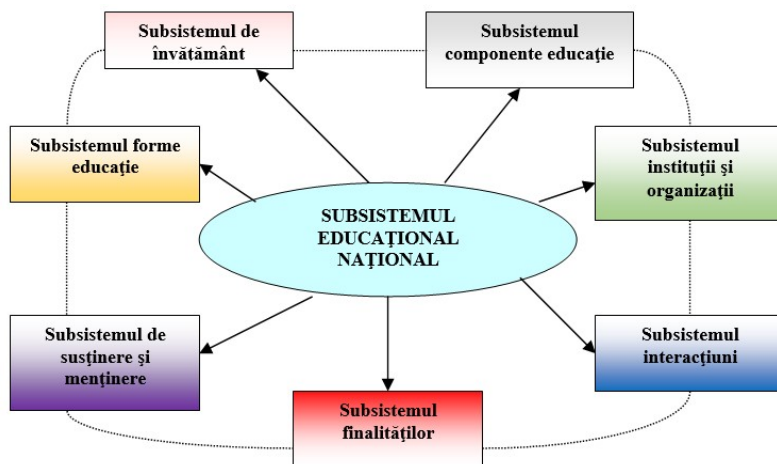 Subsistemul de
învătământ
Subsistemul
componente educaţie
Subsistemul forme
educaţie
Subsistemul
instituţii şi
organizaţii
SUBSISTEMUL
EDUCAŢIONAL
NAŢIONAL
Subsistemul de
susţinere şi
menţinere
Subsistemul
interacţiuni
Subsistemul
finalităţilor